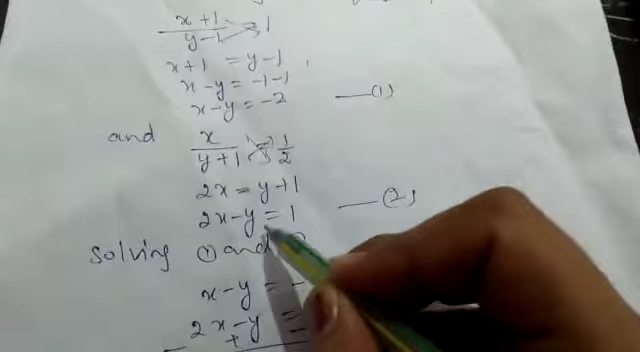 x+1/y-1 = 1
x+1 = y-1
x-y = -1-1
x-y = -2 —(1)
and x/y+1 = 1/2
2x = y+1
2x-y = 1 —(2)
solving ① and
x-y = -
2x-y =
- +